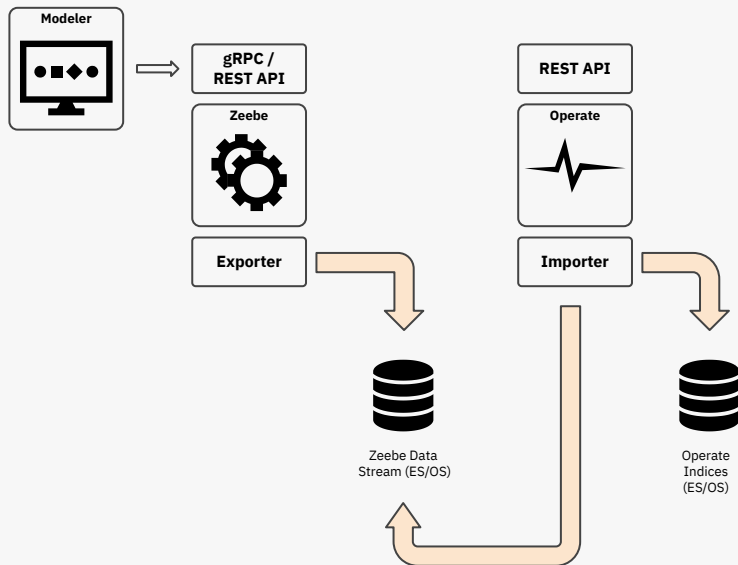 Modeler
gRPC /
REST API
Zeebe
Exporter
REST API
Operate
Importer
Zeebe Data
Stream (ES/OS)
Operate
Indices
(ES/OS)